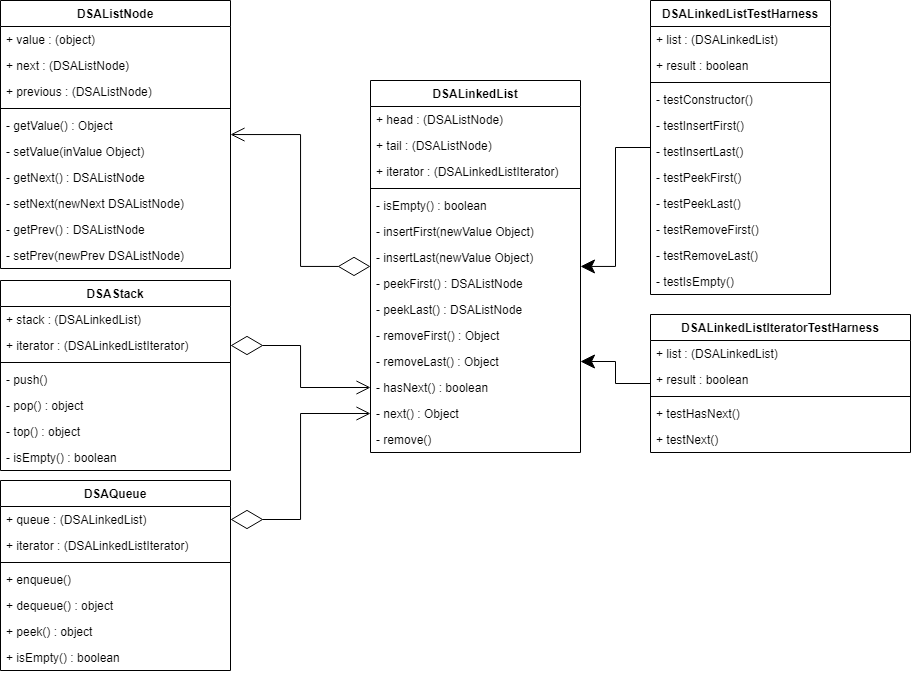 DSAListNode
+ value : (object)
+ next : (DSAListNode)
+ previous : (DSAListNode)
- getValue() : Object
- setValue(inValue Object)
- getNext() : DSAListNode
- setNext(newNext DSAListNode)
- getPrev() : DSAListNode
- setPrev(newPrev DSAListNode)
DSAStack
+ stack : (DSALinkedList)
+ iterator : (DSALinkedListIterator)
- push()
- pop() : object
- top() : object
- isEmpty() : boolean
DSAQueue
+ queue : (DSALinkedList)
+ iterator : (DSALinkedListIterator)
+ enqueue()
+ dequeue() : object
+ peek() : object
+ isEmpty() : boolean
DSALinkedList
+ head : (DSAListNode)
+ tail : (DSAListNode)
+ iterator : (DSALinkedListIterator)
- isEmpty() : boolean
- insertFirst(newValue Object)
- insertLast(newValue Object)
- peekFirst() : DSAListNode
- peekLast() : DSAListNode
- removeFirst() : Object
- removeLast() : Object
- hasNext() : boolean
- next() : Object
- remove()
DSALinkedListTestHarness
+ list : (DSALinkedList)
+ result : boolean
- testConstructor()
- testInsertFirst()
- testInsertLast()
- testPeekFirst()
- testPeekLast()
- testRemoveFirst()
- testRemoveLast()
- testIsEmpty()
DSALinkedListIteratorTestHarness
+ list : (DSALinkedList)
+ result : boolean
+ testHasNext()
+ testNext()